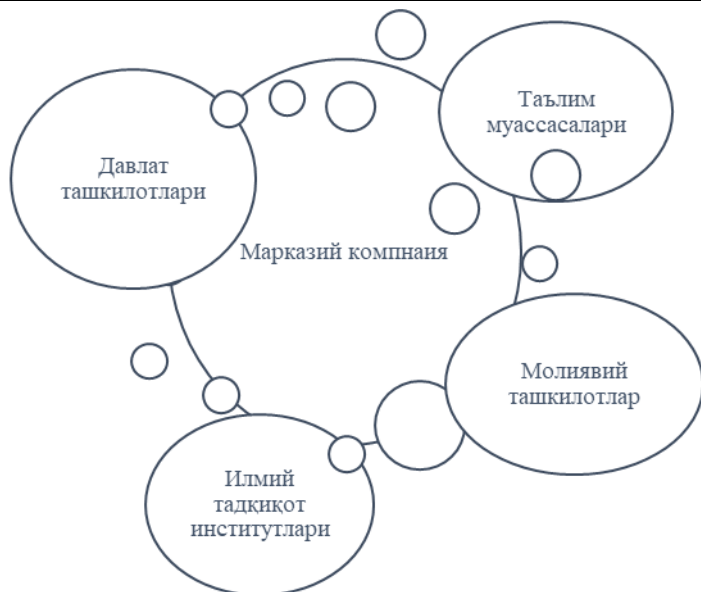 Таълим
муассасалари
Давлат
ташкилотлари
Марказий компнаия
Молиявий
ташкилотлар
Илмий
тадқиқот
институтлари